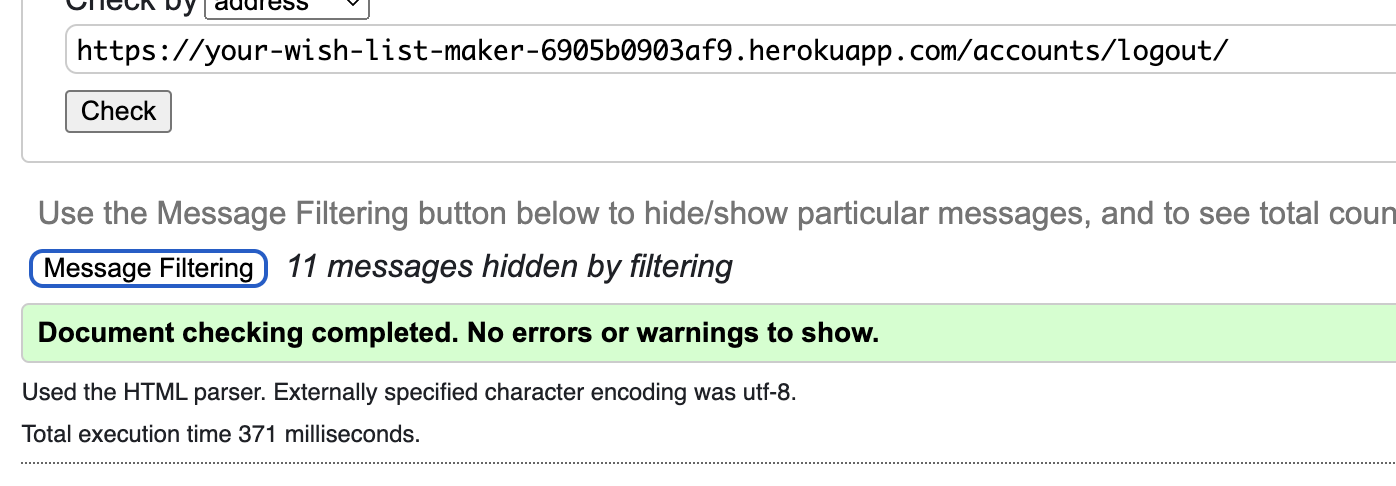 Check by address
https://your-wish-list-maker-6905b0903af9.herokuapp.com/accounts/logout/
Check
Use the Message Filtering button below to hide/show particular messages, and to see total coun
Message Filtering 11 messages hidden by filtering
Document checking completed. No errors or warnings to show.
Used the HTML parser. Externally specified character encoding was utf-8.
Total execution time 371 milliseconds.